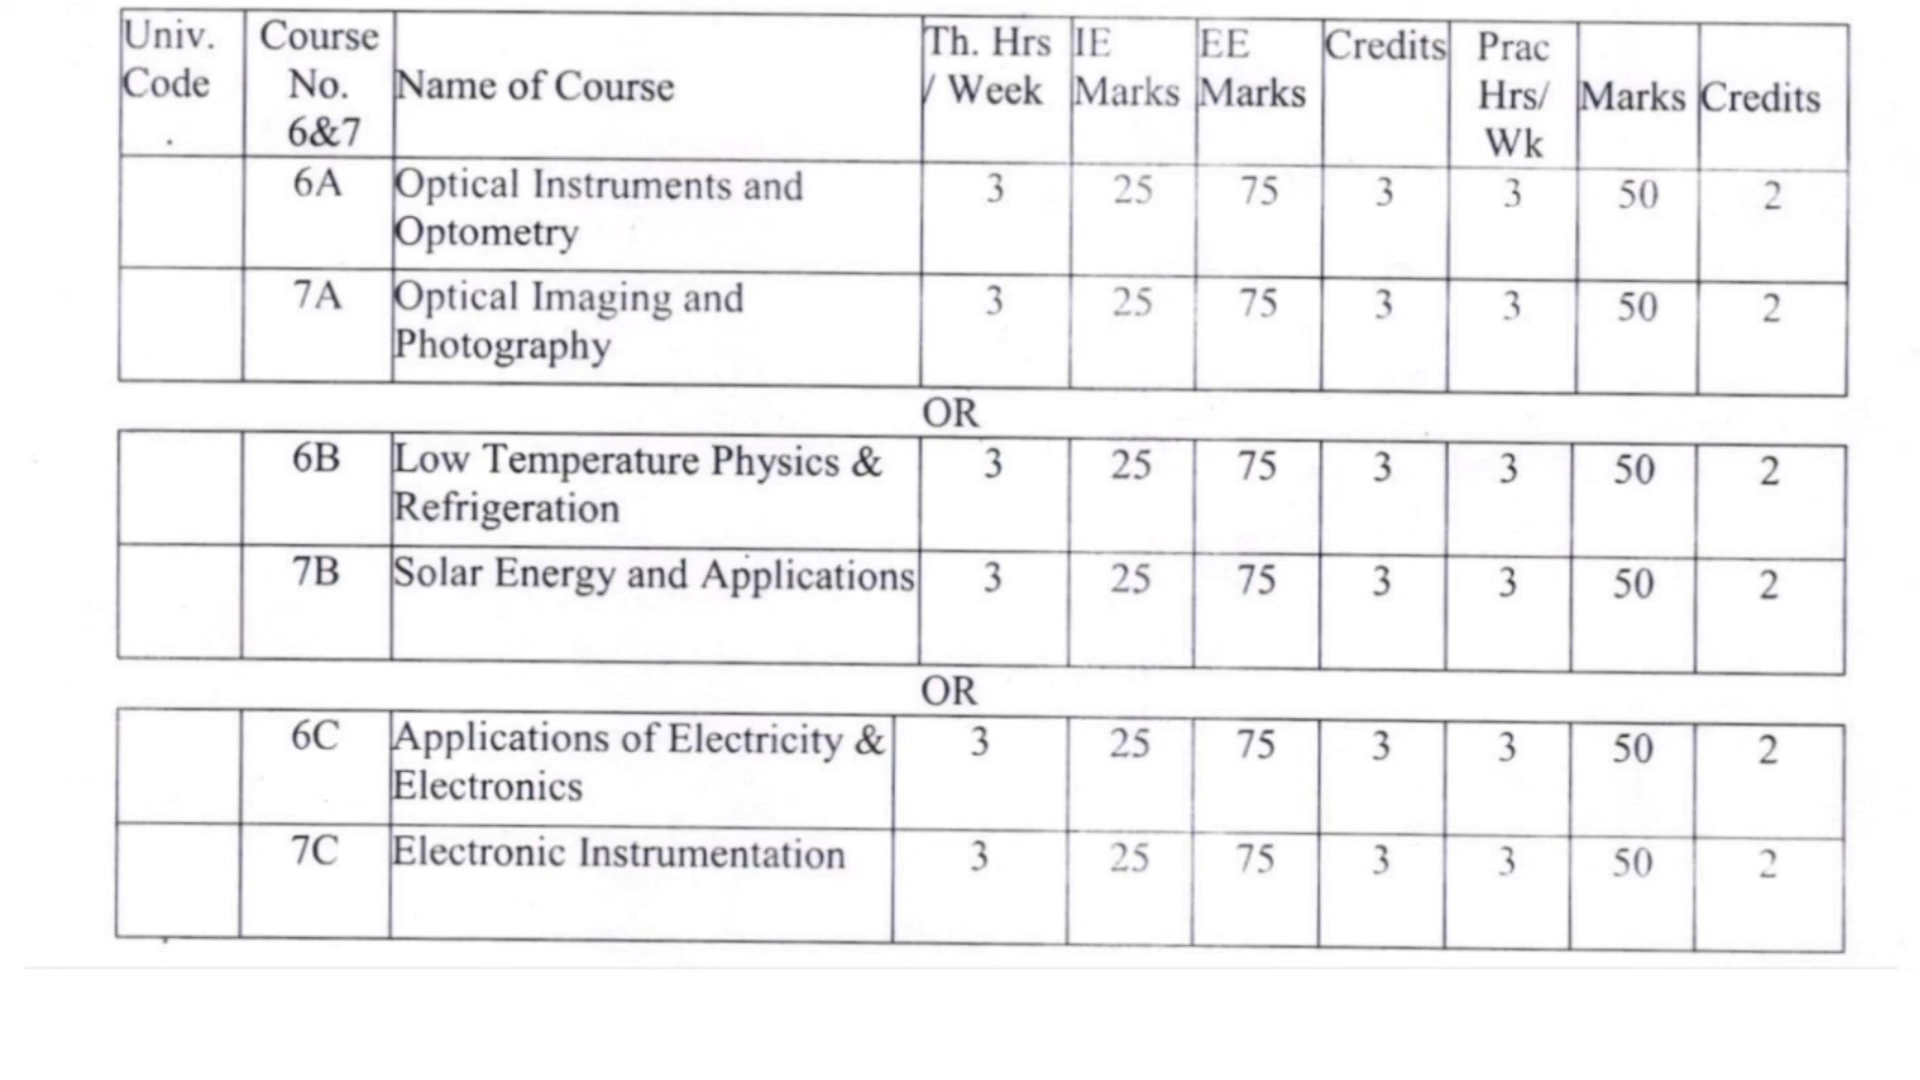 Univ. Code . Course No. 6&7 Name of Course Th. Hrs / Week IE Marks EE Marks Credits Prac Hrs/ Wk Marks Credits
6A Optical Instruments and Optometry 3 25 75 3 3 50 2
7A Optical Imaging and Photography 3 25 75 3 3 50 2
OR
6B Low Temperature Physics & Refrigeration 3 25 75 3 3 50 2
7B Solar Energy and Applications 3 25 75 3 3 50 2
OR
6C Applications of Electricity & Electronics 3 25 75 3 3 50 2
7C Electronic Instrumentation 3 25 75 3 3 50 2